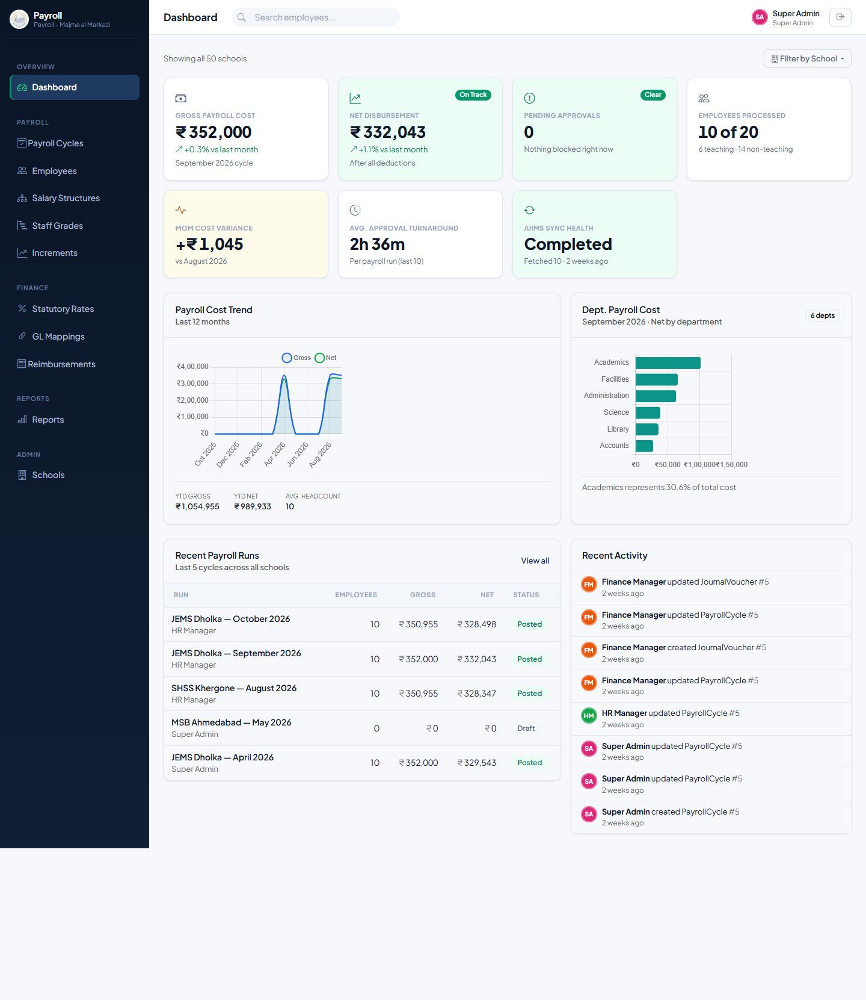 Payroll
Payroll - Majma al Markazi
OVERVIEW
Dashboard
PAYROLL
Payroll Cycles
Employees
Salary Structures
Staff Grades
Increments
FINANCE
Statutory Rates
GL Mappings
Reimbursements
REPORTS
Reports
ADMIN
Schools
Dashboard
Search employees...
SA
Super Admin
Super Admin
Showing all 50 schools
Filter by School
GROSS PAYROLL COST
₹ 352,000
+0.3% vs last month
September 2026 cycle
On Track
NET DISBURSEMENT
₹ 332,043
+1.1% vs last month
After all deductions
Clear
PENDING APPROVALS
0
Nothing blocked right now
EMPLOYEES PROCESSED
10 of 20
6 teaching · 14 non-teaching
MOM COST VARIANCE
+₹ 1,045
vs August 2026
AVG. APPROVAL TURNAROUND
2h 36m
Per payroll run (last 10)
AIIMS SYNC HEALTH
Completed
Fetched 10 · 2 weeks ago
Payroll Cost Trend
Last 12 months
Gross Net
₹4,00,000
₹3,00,000
₹2,00,000
₹1,00,000
₹0
Oct 2025 Dec 2025 Feb 2026 Apr 2026 Jun 2026 Aug 2026
YTD GROSS
₹ 1,054,955
YTD NET
₹ 989,933
AVG. HEADCOUNT
10
Dept. Payroll Cost
September 2026 · Net by department
6 depts
Academics
Facilities
Administration
Science
Library
Accounts
₹0 ₹50,000 ₹1,00,000 ₹1,50,000
Academics represents 30.6% of total cost
Recent Payroll Runs
Last 5 cycles across all schools
View all
RUN EMPLOYEES GROSS NET STATUS
JEMS Dholka — October 2026 10 ₹ 350,955 ₹ 328,498 Posted
HR Manager
JEMS Dholka — September 2026 10 ₹ 352,000 ₹ 332,043 Posted
HR Manager
SHSS Khergone — August 2026 10 ₹ 350,955 ₹ 328,347 Posted
HR Manager
MSB Ahmedabad — May 2026 0 ₹ 0 ₹ 0 Draft
Super Admin
JEMS Dholka — April 2026 10 ₹ 352,000 ₹ 329,543 Posted
Super Admin
Recent Activity
FM Finance Manager updated JournalVoucher #5
2 weeks ago
FM Finance Manager updated PayrollCycle #5
2 weeks ago
FM Finance Manager created JournalVoucher #5
2 weeks ago
FM Finance Manager updated PayrollCycle #5
2 weeks ago
HM HR Manager updated PayrollCycle #5
2 weeks ago
SA Super Admin updated PayrollCycle #5
2 weeks ago
SA Super Admin updated PayrollCycle #5
2 weeks ago
SA Super Admin created PayrollCycle #5
2 weeks ago